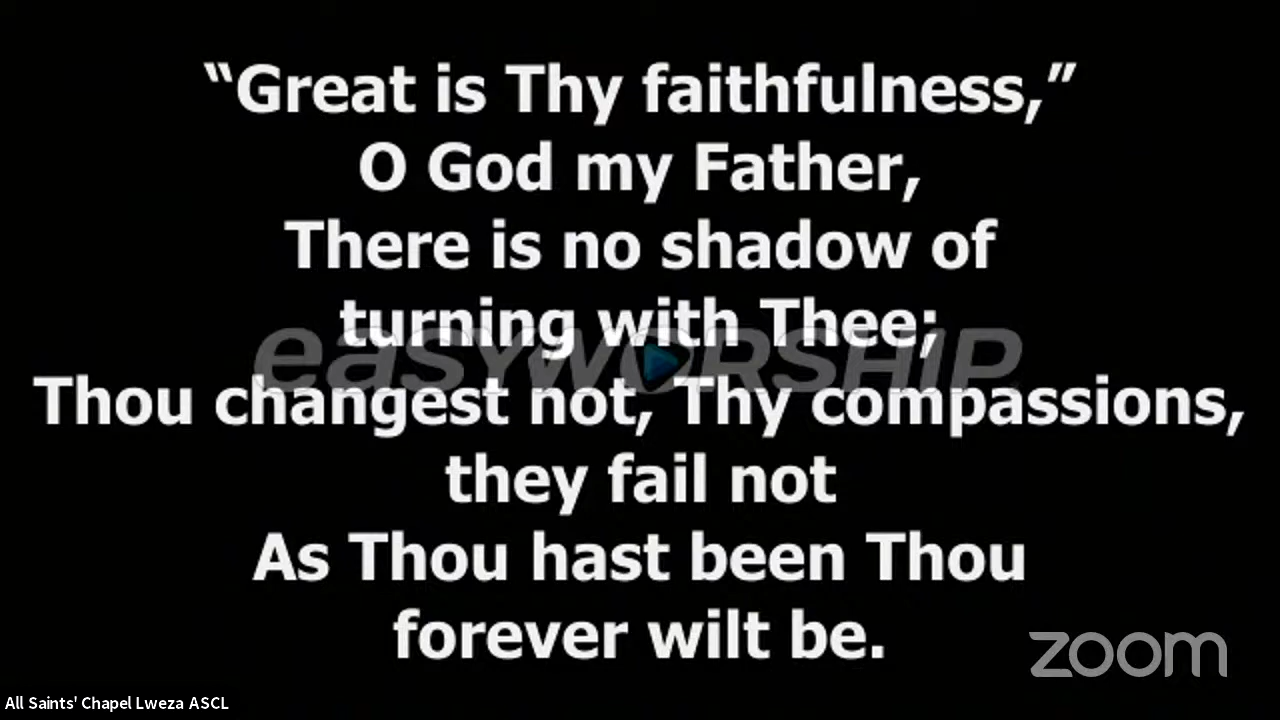 “Great is Thy faithfulness,”
O God my Father,
There is no shadow of
turning with Thee;
easyworship
Thou changest not, Thy compassions,
they fail not
As Thou hast been Thou
forever wilt be.
zoom
All Saints' Chapel Lweza ASCL